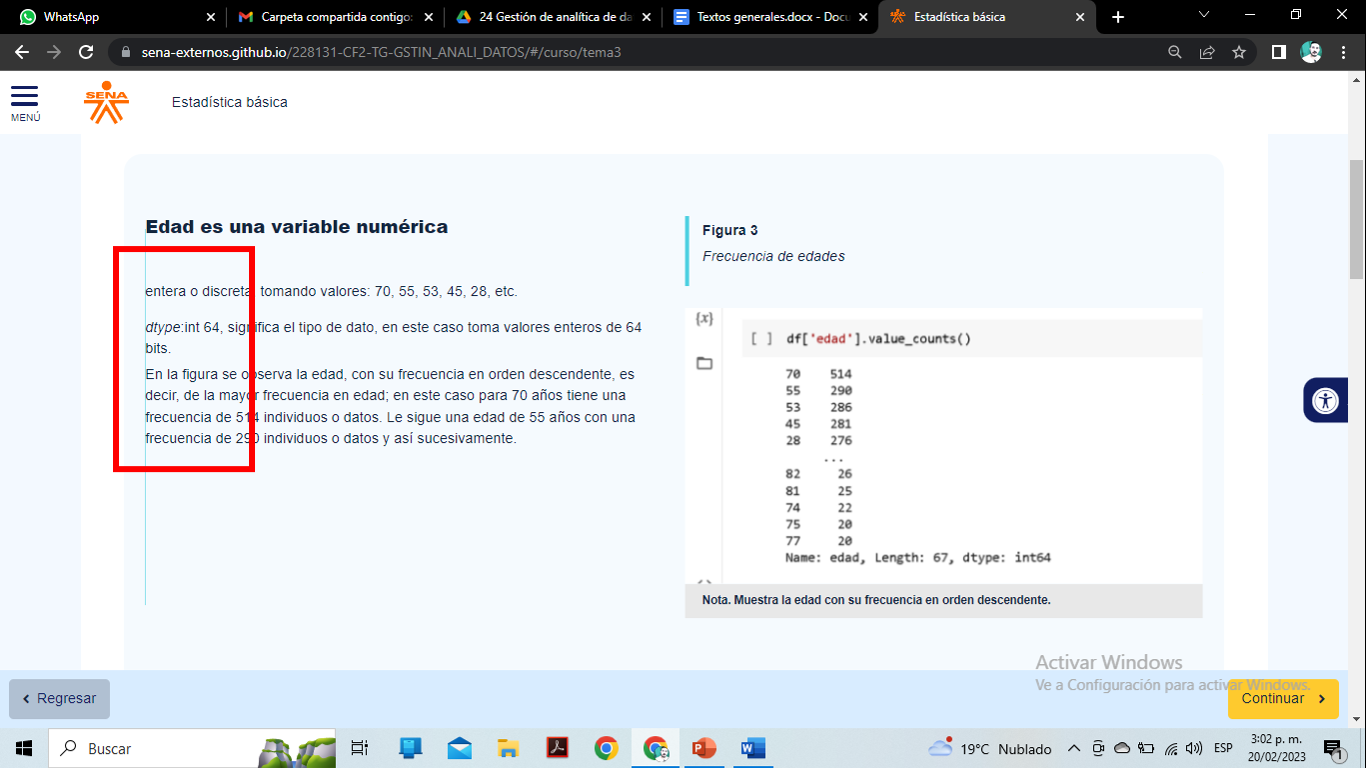 WhatsApp
Carpeta compartida contigo:
24 Gestión de analítica de da
Textos generales.docx - Docu
Estadística básica
sena-externos.github.io/228131-CF2-TG-GSTIN_ANALI_DATOS/#/curso/tema3
MENÚ
SENA
Estadística básica
Edad es una variable numérica
entera o discreta, tomando valores: 70, 55, 53, 45, 28, etc.
dtype:int 64, significa el tipo de dato, en este caso toma valores enteros de 64
bits.
En la figura se observa la edad, con su frecuencia en orden descendente, es
decir, de la mayor frecuencia en edad; en este caso para 70 años tiene una
frecuencia de 514 individuos o datos. Le sigue una edad de 55 años con una
frecuencia de 290 individuos o datos y así sucesivamente.
Figura 3
Frecuencia de edades
{x}
[ ] df['edad'].value_counts()
70 514
55 290
53 286
45 281
28 276
...
82 26
81 25
74 22
75 20
77 20
Name: edad, Length: 67, dtype: int64
Nota. Muestra la edad con su frecuencia en orden descendente.
Activar Windows
Ve a Configuración para activar Windows.
Regresar
Continuar
Buscar
19°C Nublado
ESP
3:02 p. m.
20/02/2023
1